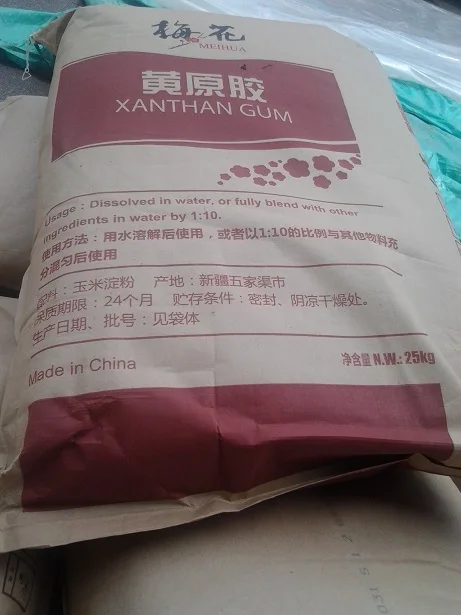 梅花
MEIHUA
黄原胶
XANTHAN GUM
Usage：Dissolved in water, or fully blend with other
ingredients in water by 1:10.
使用方法：用水溶解后使用，或者以1:10的比例与其他物料充
分混匀后使用
配料：玉米淀粉 产地：新疆五家渠市
保质期限：24个月 贮存条件：密封、阴凉干燥处。
生产日期、批号：见袋体
Made in China
净含量 N.W.: 25kg